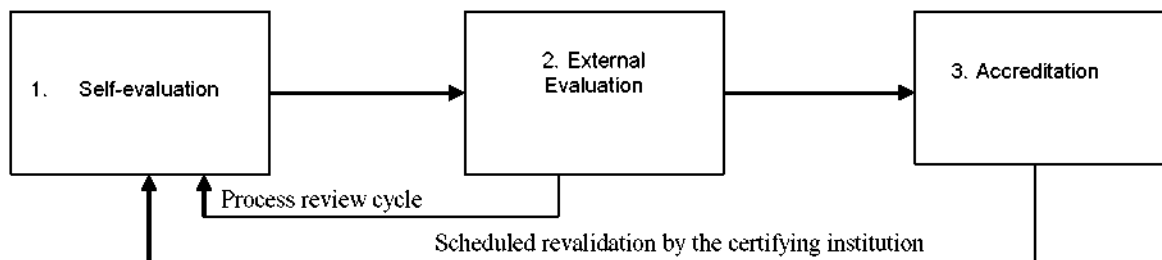 1. Self-evaluation
2. External
Evaluation
3. Accreditation
Process review cycle
Scheduled revalidation by the certifying institution